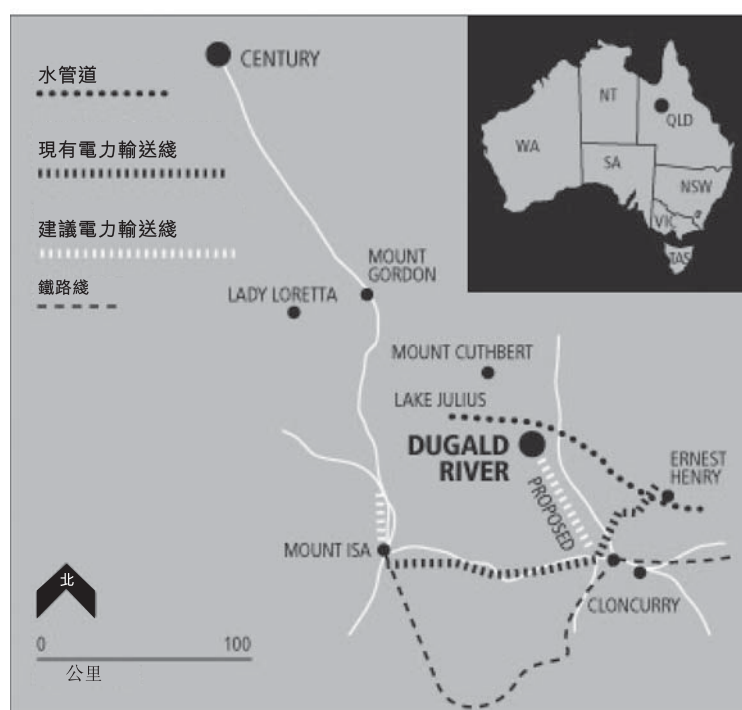 水管道
現有電力輸送綫
建議電力輸送綫
鐵路綫
CENTURY
WA
NT
QLD
SA
NSW
VIC
TAS
MOUNT
GORDON
LADY LORETTA
MOUNT CUTHBERT
LAKE JULIUS
DUGALD
RIVER
ERNEST
HENRY
PROPOSED
MOUNT ISA
CLONCURRY
北
0 100
公里